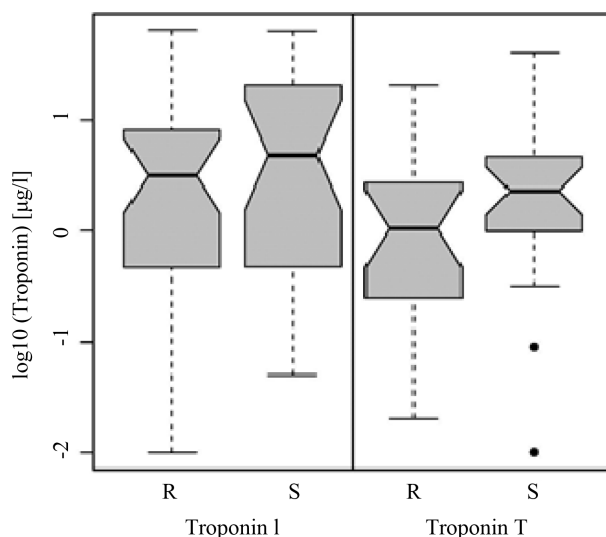 log10 (Troponin) [µg/l]
1
0
-1
-2
R S R S
Troponin l Troponin T